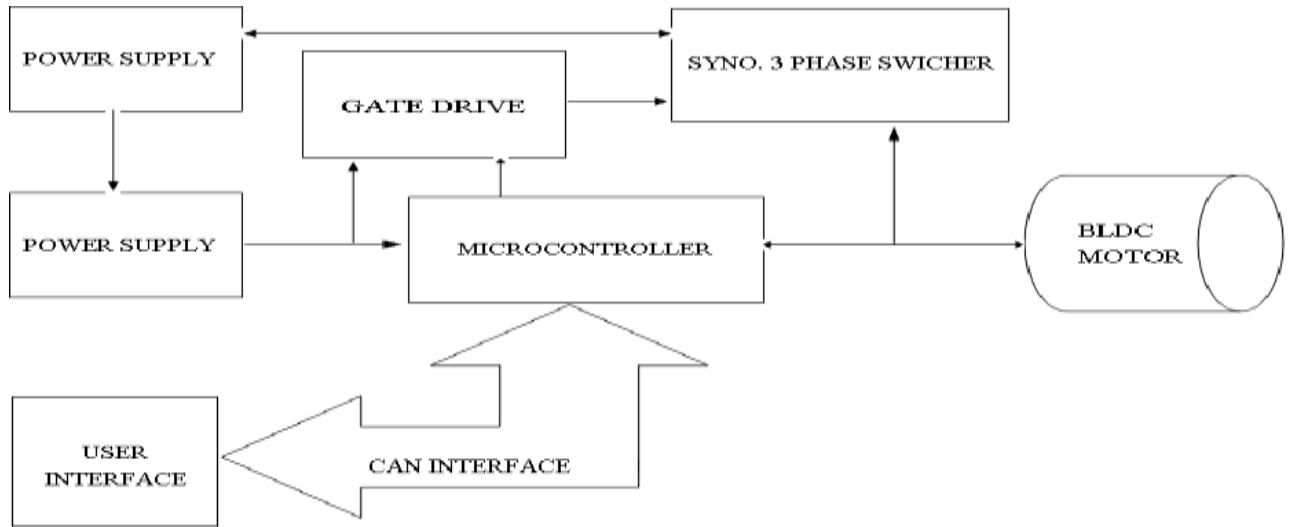 POWER SUPPLY
SYNO. 3 PHASE SWICHER
GATE DRIVE
POWER SUPPLY
MICROCONTROLLER
BLDC
MOTOR
USER
INTERFACE
CAN INTERFACE